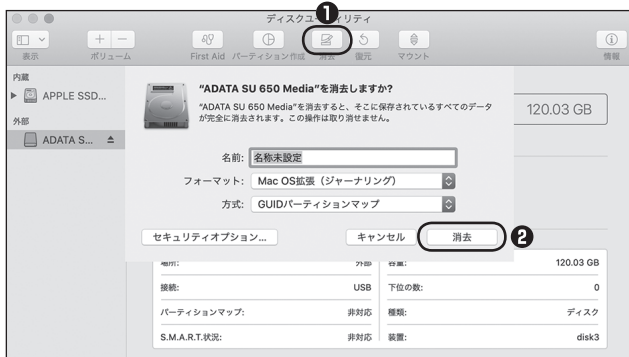 ディスクユーティリティ
❶
表示
ボリューム
First Aid
パーティション作成
消去
復元
マウント
情報
内蔵
APPLE SSD...
外部
ADATA S...
120.03 GB
"ADATA SU 650 Media"を消去しますか?
"ADATA SU 650 Media"を消去すると、そこに保存されているすべてのデータ
が完全に消去されます。この操作は取り消せません。
名前: 名称未設定
フォーマット: Mac OS拡張（ジャーナリング）
方式: GUIDパーティションマップ
セキュリティオプション...
キャンセル
消去
❷
場所: 外部
容量: 120.03 GB
接続: USB
下位の数: 0
パーティションマップ: 非対応
種類: ディスク
S.M.A.R.T.状況: 非対応
装置: disk3